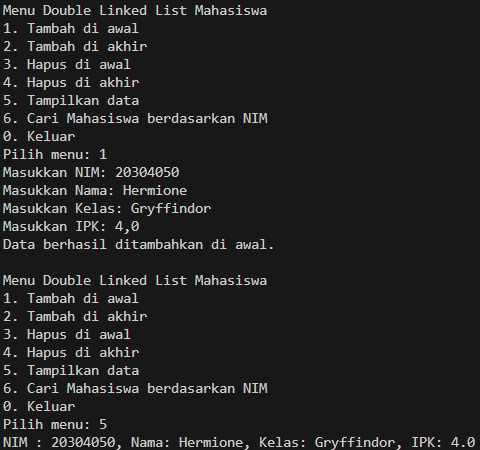 Menu Double Linked List Mahasiswa
1. Tambah di awal
2. Tambah di akhir
3. Hapus di awal
4. Hapus di akhir
5. Tampilkan data
6. Cari Mahasiswa berdasarkan NIM
0. Keluar
Pilih menu: 1
Masukkan NIM: 20304050
Masukkan Nama: Hermione
Masukkan Kelas: Gryffindor
Masukkan IPK: 4,0
Data berhasil ditambahkan di awal.
Menu Double Linked List Mahasiswa
1. Tambah di awal
2. Tambah di akhir
3. Hapus di awal
4. Hapus di akhir
5. Tampilkan data
6. Cari Mahasiswa berdasarkan NIM
0. Keluar
Pilih menu: 5
NIM : 20304050, Nama: Hermione, Kelas: Gryffindor, IPK: 4.0